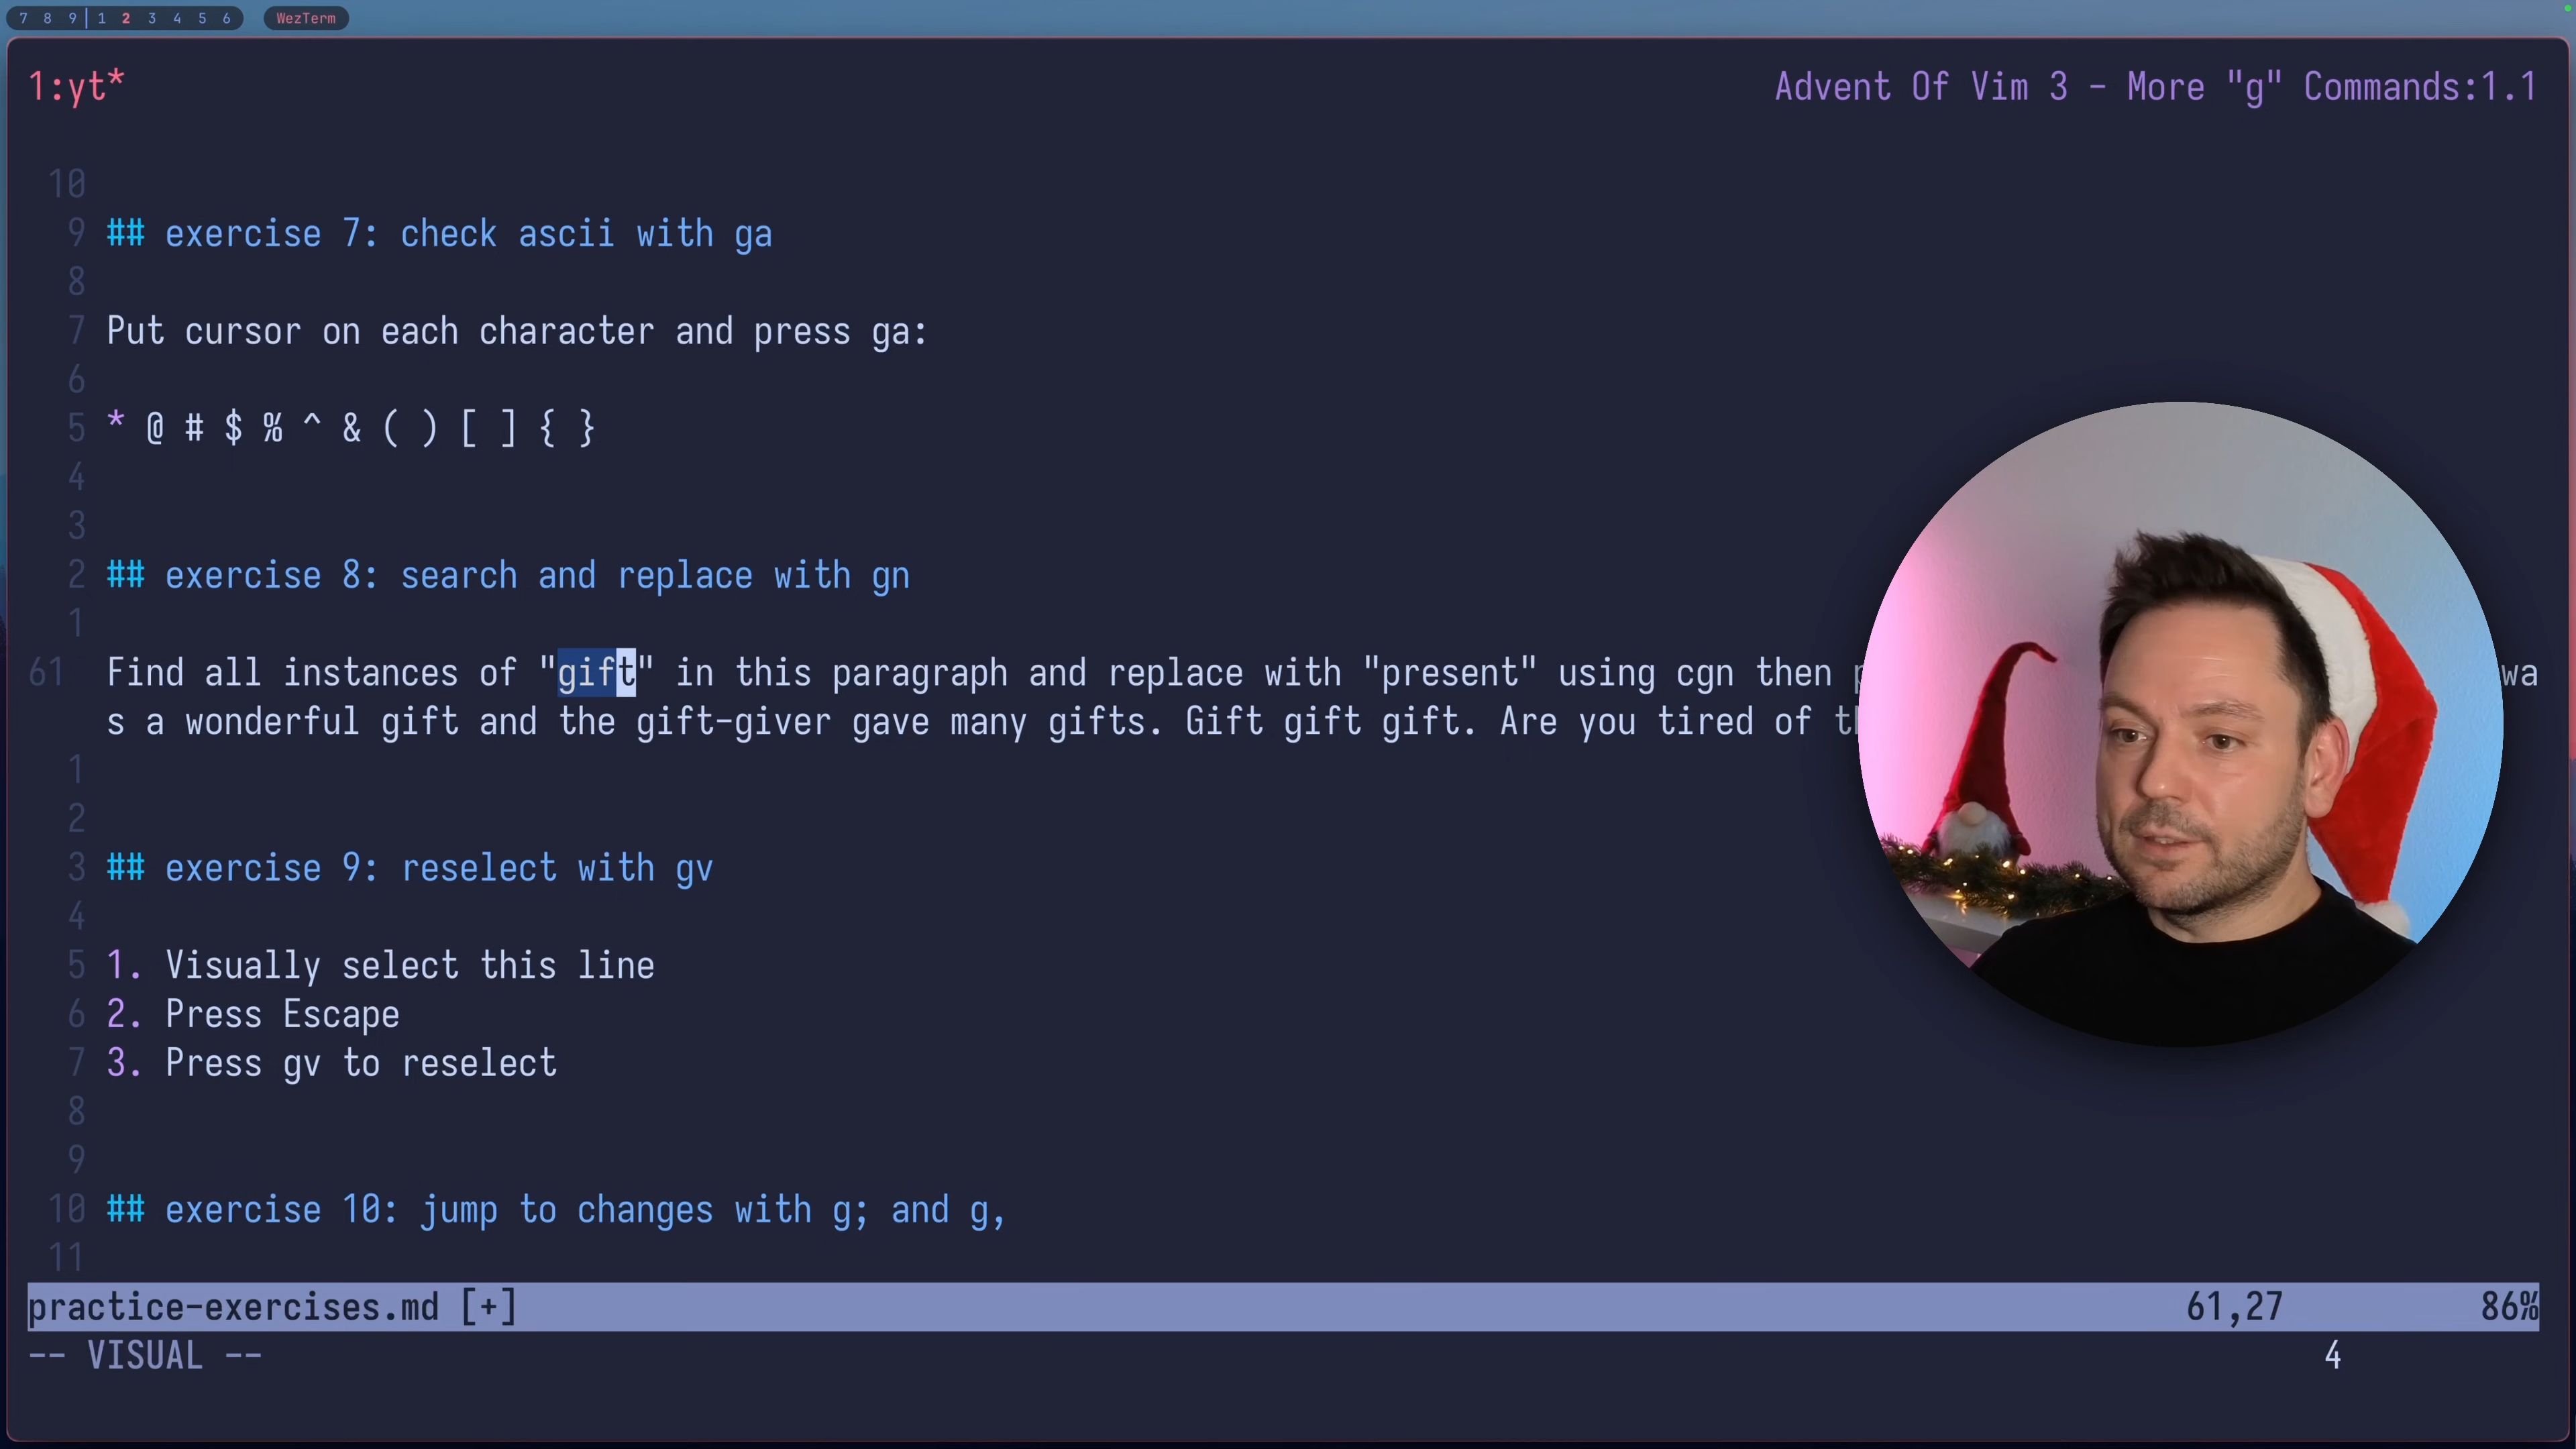 7 8 9 | 1 2 3 4 5 6 WezTerm
1:yt* Advent Of Vim 3 - More "g" Commands:1.1
10
9 ## exercise 7: check ascii with ga
8
7 Put cursor on each character and press ga:
6
5 * @ # $ % ^ & ( ) [ ] { }
4
3
2 ## exercise 8: search and replace with gn
1
61 Find all instances of "gift" in this paragraph and replace with "present" using cgn then wa
s a wonderful gift and the gift-giver gave many gifts. Gift gift gift. Are you tired of
1
2
3 ## exercise 9: reselect with gv
4
5 1. Visually select this line
6 2. Press Escape
7 3. Press gv to reselect
8
9
10 ## exercise 10: jump to changes with g; and g,
11
practice-exercises.md [+] 61,27 86%
-- VISUAL -- 4